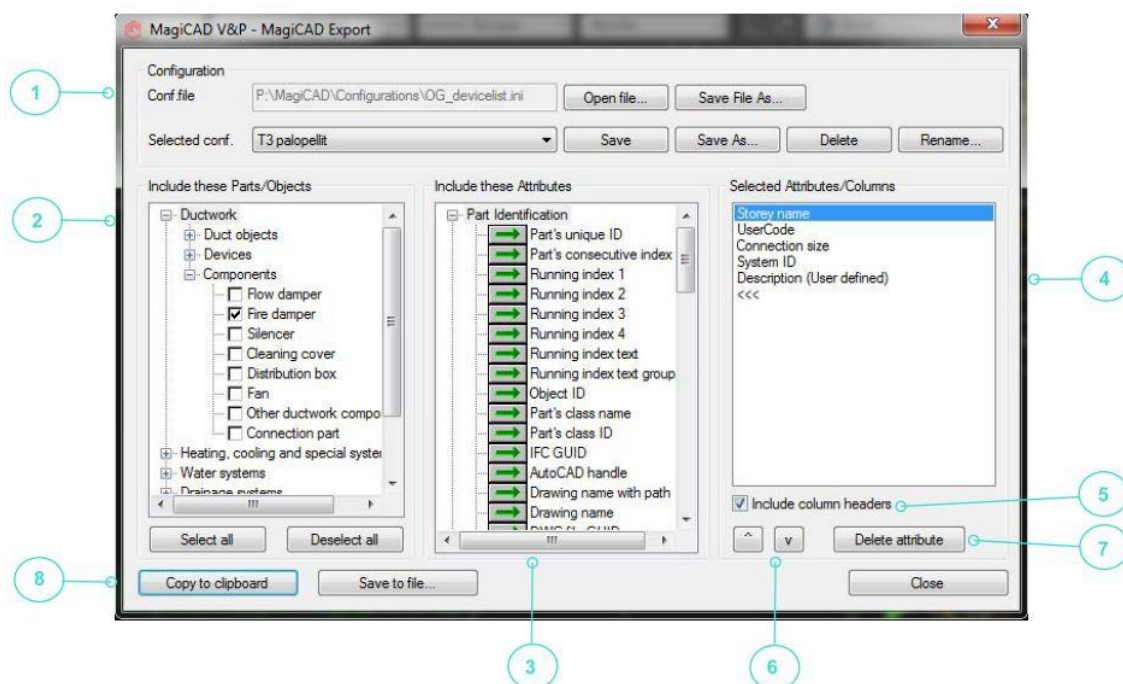 MagiCAD V&P - MagiCAD Export
Configuration
Conf.file P:\MagiCAD\Configurations\OG_devicelist.ini Open file... Save File As...
Selected conf. T3 palopellit Save Save As... Delete Rename...
Include these Parts/Objects
Ductwork
Duct objects
Devices
Components
Flow damper
Fire damper
Silencer
Cleaning cover
Distribution box
Fan
Other ductwork compo
Connection part
Heating, cooling and special syste
Water systems
Drainage systems
Select all Deselect all
Include these Attributes
Part Identification
Part's unique ID
Part's consecutive index
Running index 1
Running index 2
Running index 3
Running index 4
Running index text
Running index text group
Object ID
Part's class name
Part's class ID
IFC GUID
AutoCAD handle
Drawing name with path
Drawing name
DWG file GUID
Selected Attributes/Columns
Storey name
UserCode
Connection size
System ID
Description (User defined)
<<<
Include column headers
^ v Delete attribute
Copy to clipboard Save to file... Close
1
2
3
4
5
6
7
8